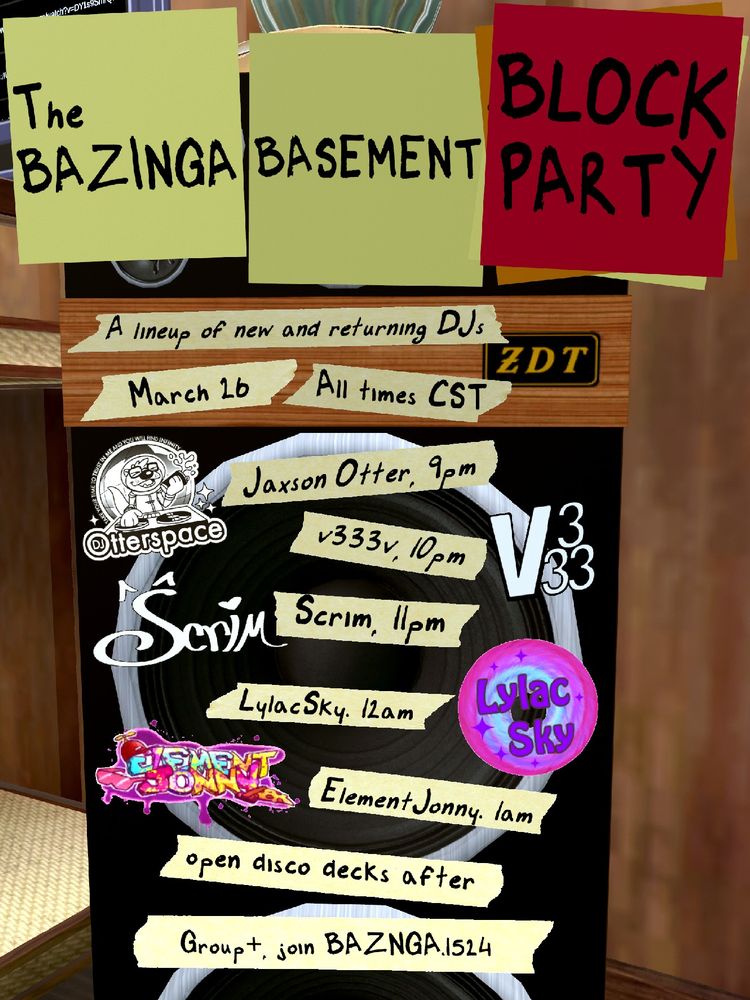 The
BAZINGA
BASEMENT
BLOCK
PARTY
A lineup of new and returning DJs
ZDT
March 26
All times CST
Jaxson Otter, 9pm
Otterspace
v333v, 10pm
V333
Scrim
Scrim, 11pm
LylacSky. 12am
Lylac
Sky
ELEMENT
JONNY
ElementJonny. 1am
open disco decks after
Group+, join BAZNGA.1524